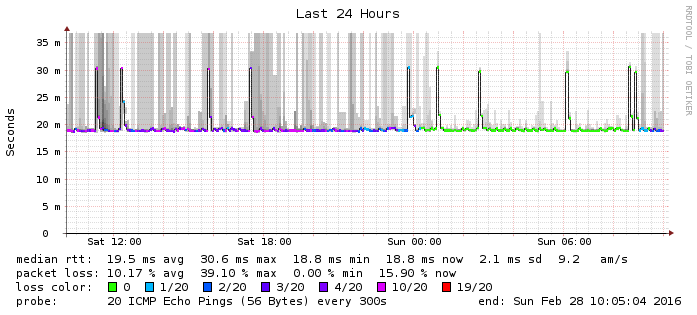 Last 24 Hours
RRDTOOL / TOBI OETIKER
Seconds
35 m
30 m
25 m
20 m
15 m
10 m
5 m
0
Sat 12:00 Sat 18:00 Sun 00:00 Sun 06:00
median rtt: 19.5 ms avg 30.6 ms max 18.8 ms min 18.8 ms now 2.1 ms sd 9.2 am/s
packet loss: 10.17 % avg 39.10 % max 0.00 % min 15.90 % now
loss color: 0 1/20 2/20 3/20 4/20 10/20 19/20
probe: 20 ICMP Echo Pings (56 Bytes) every 300s end: Sun Feb 28 10:05:04 2016